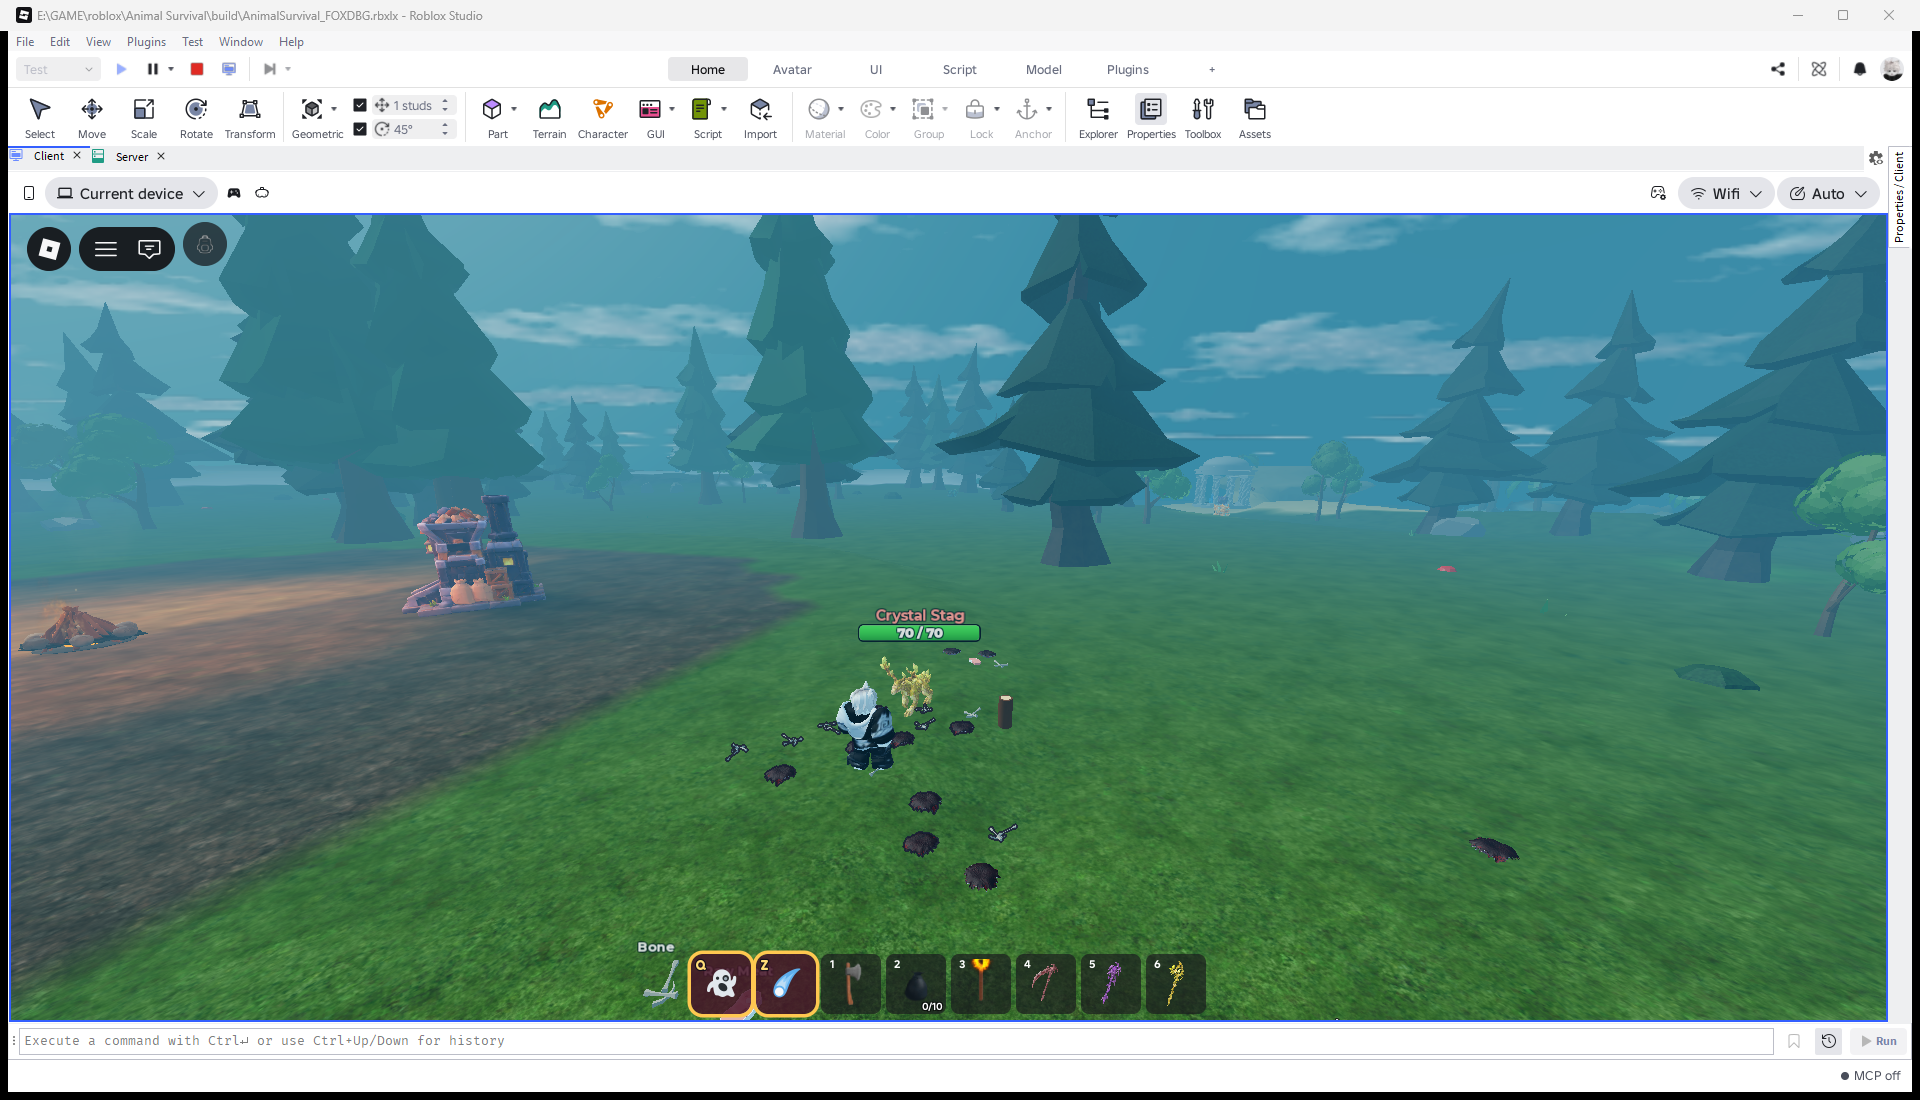 E:\GAME\roblox\Animal Survival\build\AnimalSurvival_FOXDBG.rbxlx - Roblox Studio
File Edit View Plugins Test Window Help
Test
Home Avatar UI Script Model Plugins +
1 studs
45°
Select Move Scale Rotate Transform Geometric Part Terrain Character GUI Script Import Material Color Group Lock Anchor Explorer Properties Toolbox Assets
Client Server
Properties / Client
Current device
Wifi Auto
Crystal Stag
70 / 70
Bone
Q Z 1 2 3 4 5 6
0/10
Execute a command with Ctrl↵ or use Ctrl+Up/Down for history
Run
MCP off